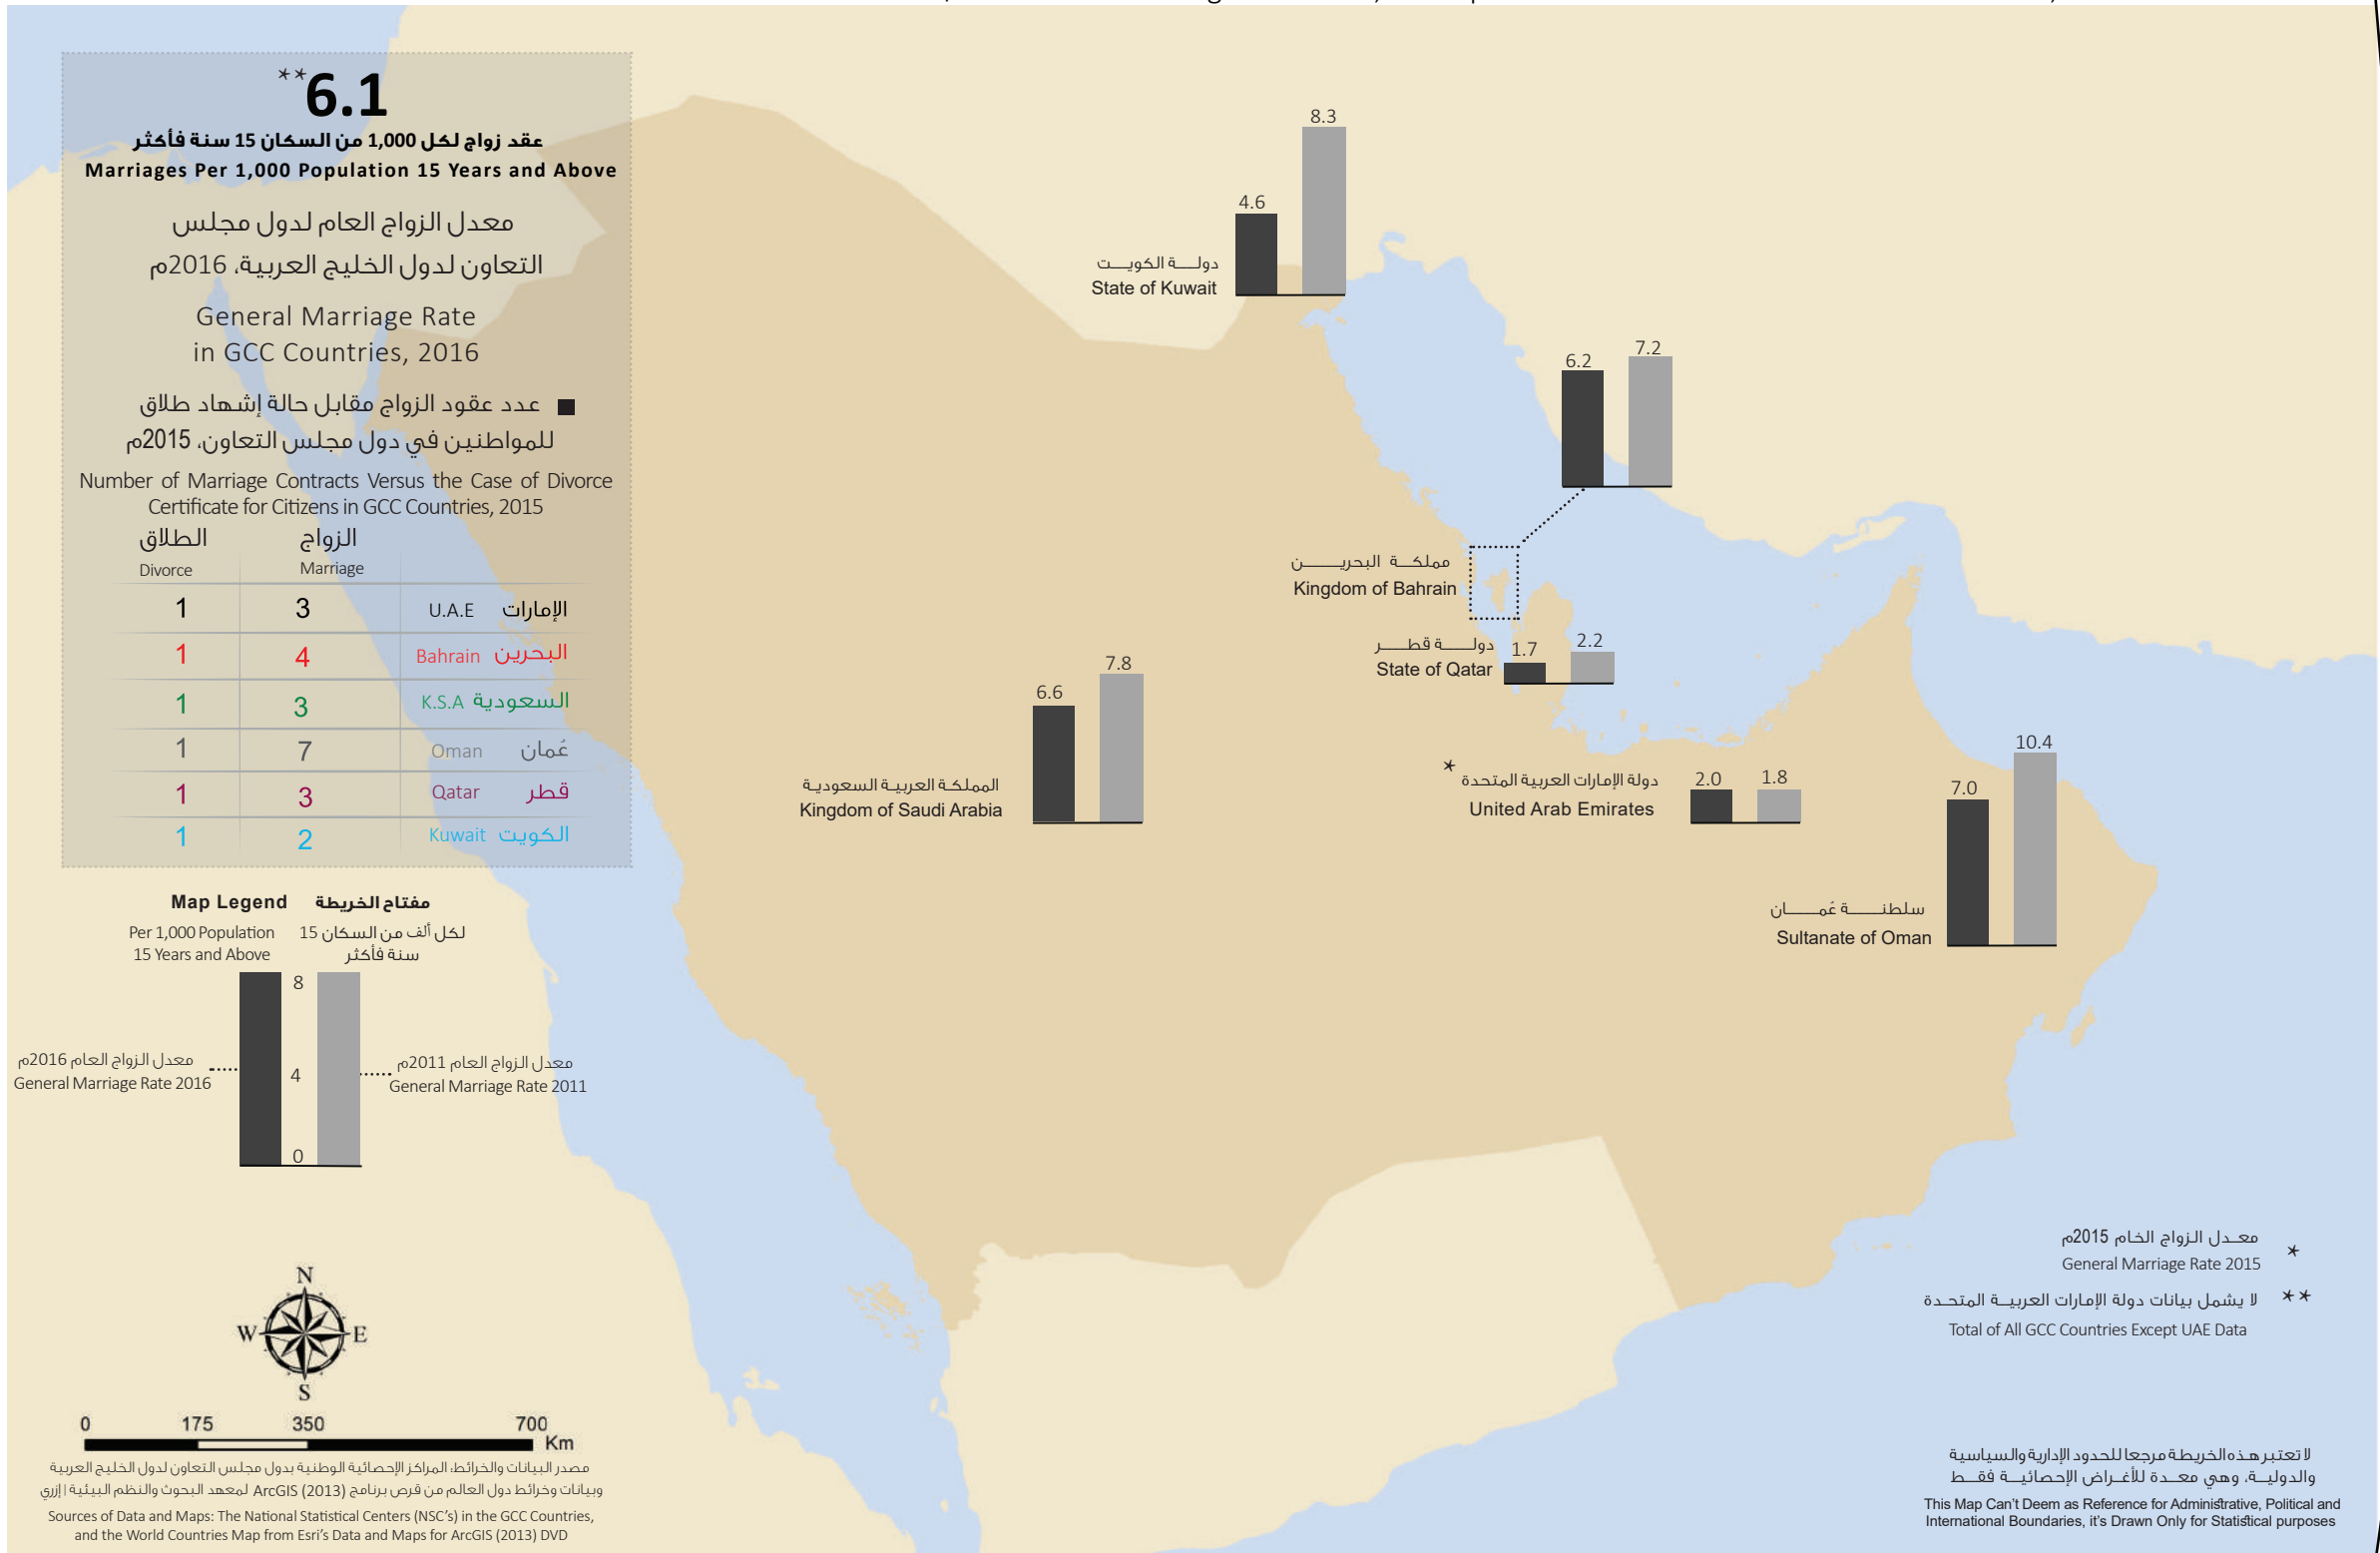 **6.1
عقد زواج لكل 1,000 من السكان 15 سنة فأكثر
Marriages Per 1,000 Population 15 Years and Above
معدل الزواج العام لدول مجلس
التعاون لدول الخليج العربية، 2016م
General Marriage Rate
in GCC Countries, 2016
عدد عقود الزواج مقابل حالة إشهاد طلاق
للمواطنين في دول مجلس التعاون، 2015م
Number of Marriage Contracts Versus the Case of Divorce
Certificate for Citizens in GCC Countries, 2015
الطلاق الزواج
Divorce Marriage
1 3 U.A.E الإمارات
1 4 Bahrain البحرين
1 3 K.S.A السعودية
1 7 Oman عُمان
1 3 Qatar قطر
1 2 Kuwait الكويت
Map Legend مفتاح الخريطة
Per 1,000 Population لكل ألف من السكان 15
15 Years and Above سنة فأكثر
8
4
0
معدل الزواج العام 2016م
General Marriage Rate 2016
معدل الزواج العام 2011م
General Marriage Rate 2011
N
W E
S
0 175 350 700
Km
مصدر البيانات والخرائط: المراكز الإحصائية الوطنية بدول مجلس التعاون لدول الخليج العربية
وبيانات وخرائط دول العالم من قرص برنامج ArcGIS (2013) لمعهد البحوث والنظم البيئية | إزري
Sources of Data and Maps: The National Statistical Centers (NSC's) in the GCC Countries,
and the World Countries Map from Esri's Data and Maps for ArcGIS (2013) DVD
8.3
4.6
دولة الكويت
State of Kuwait
6.2 7.2
مملكة البحرين
Kingdom of Bahrain
دولة قطر
State of Qatar
1.7 2.2
6.6 7.8
المملكة العربية السعودية
Kingdom of Saudi Arabia
* دولة الإمارات العربية المتحدة
United Arab Emirates
2.0 1.8
7.0 10.4
سلطنة عُمان
Sultanate of Oman
معدل الزواج الخام 2015م *
General Marriage Rate 2015
لا يشمل بيانات دولة الإمارات العربية المتحدة **
Total of All GCC Countries Except UAE Data
لا تعتبر هذه الخريطة مرجعا للحدود الإدارية والسياسية
والدولية، وهي معدة للأغراض الإحصائية فقط
This Map Can't Deem as Reference for Administrative, Political and
International Boundaries, it's Drawn Only for Statistical purposes